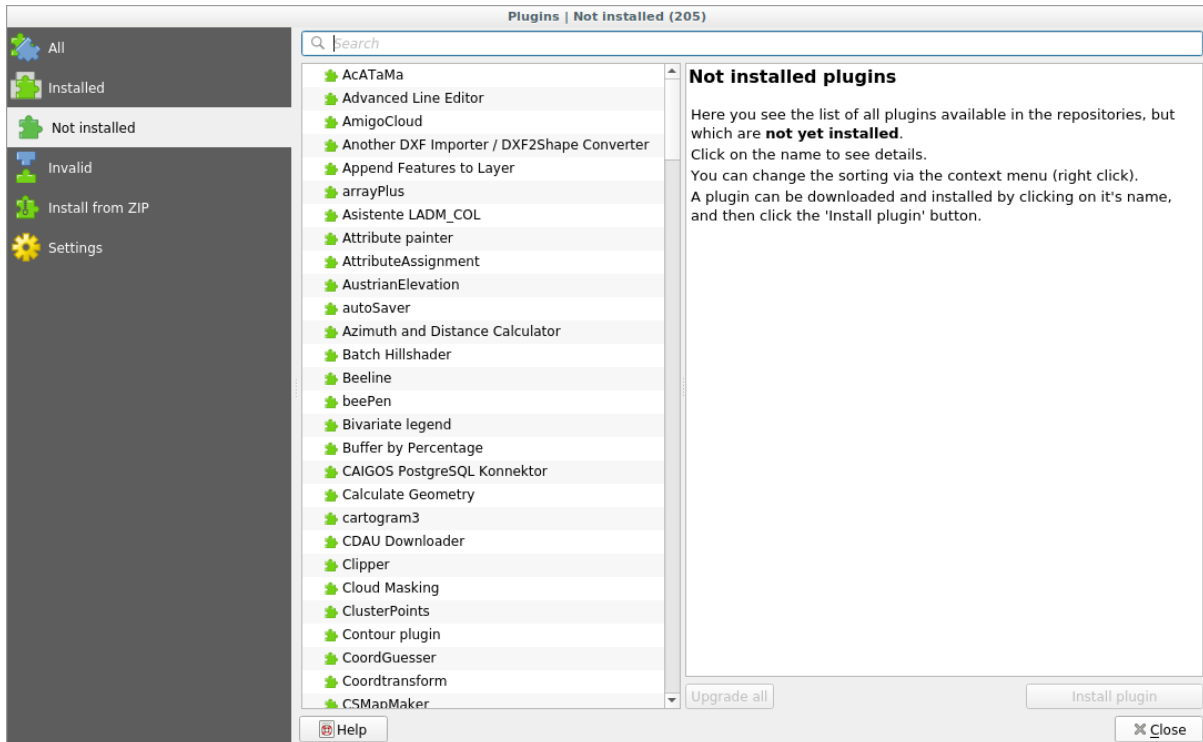 Plugins | Not installed (205)
All
Installed
Not installed
Invalid
Install from ZIP
Settings
Search
AcATaMa
Advanced Line Editor
AmigoCloud
Another DXF Importer / DXF2Shape Converter
Append Features to Layer
arrayPlus
Asistente LADM_COL
Attribute painter
AttributeAssignment
AustrianElevation
autoSaver
Azimuth and Distance Calculator
Batch Hillshader
Beeline
beePen
Bivariate legend
Buffer by Percentage
CAIGOS PostgreSQL Konnektor
Calculate Geometry
cartogram3
CDAU Downloader
Clipper
Cloud Masking
ClusterPoints
Contour plugin
CoordGuesser
Coordtransform
CSMapMaker
Not installed plugins
Here you see the list of all plugins available in the repositories, but
which are not yet installed.
Click on the name to see details.
You can change the sorting via the context menu (right click).
A plugin can be downloaded and installed by clicking on it's name,
and then click the 'Install plugin' button.
Upgrade all
Install plugin
Help
Close